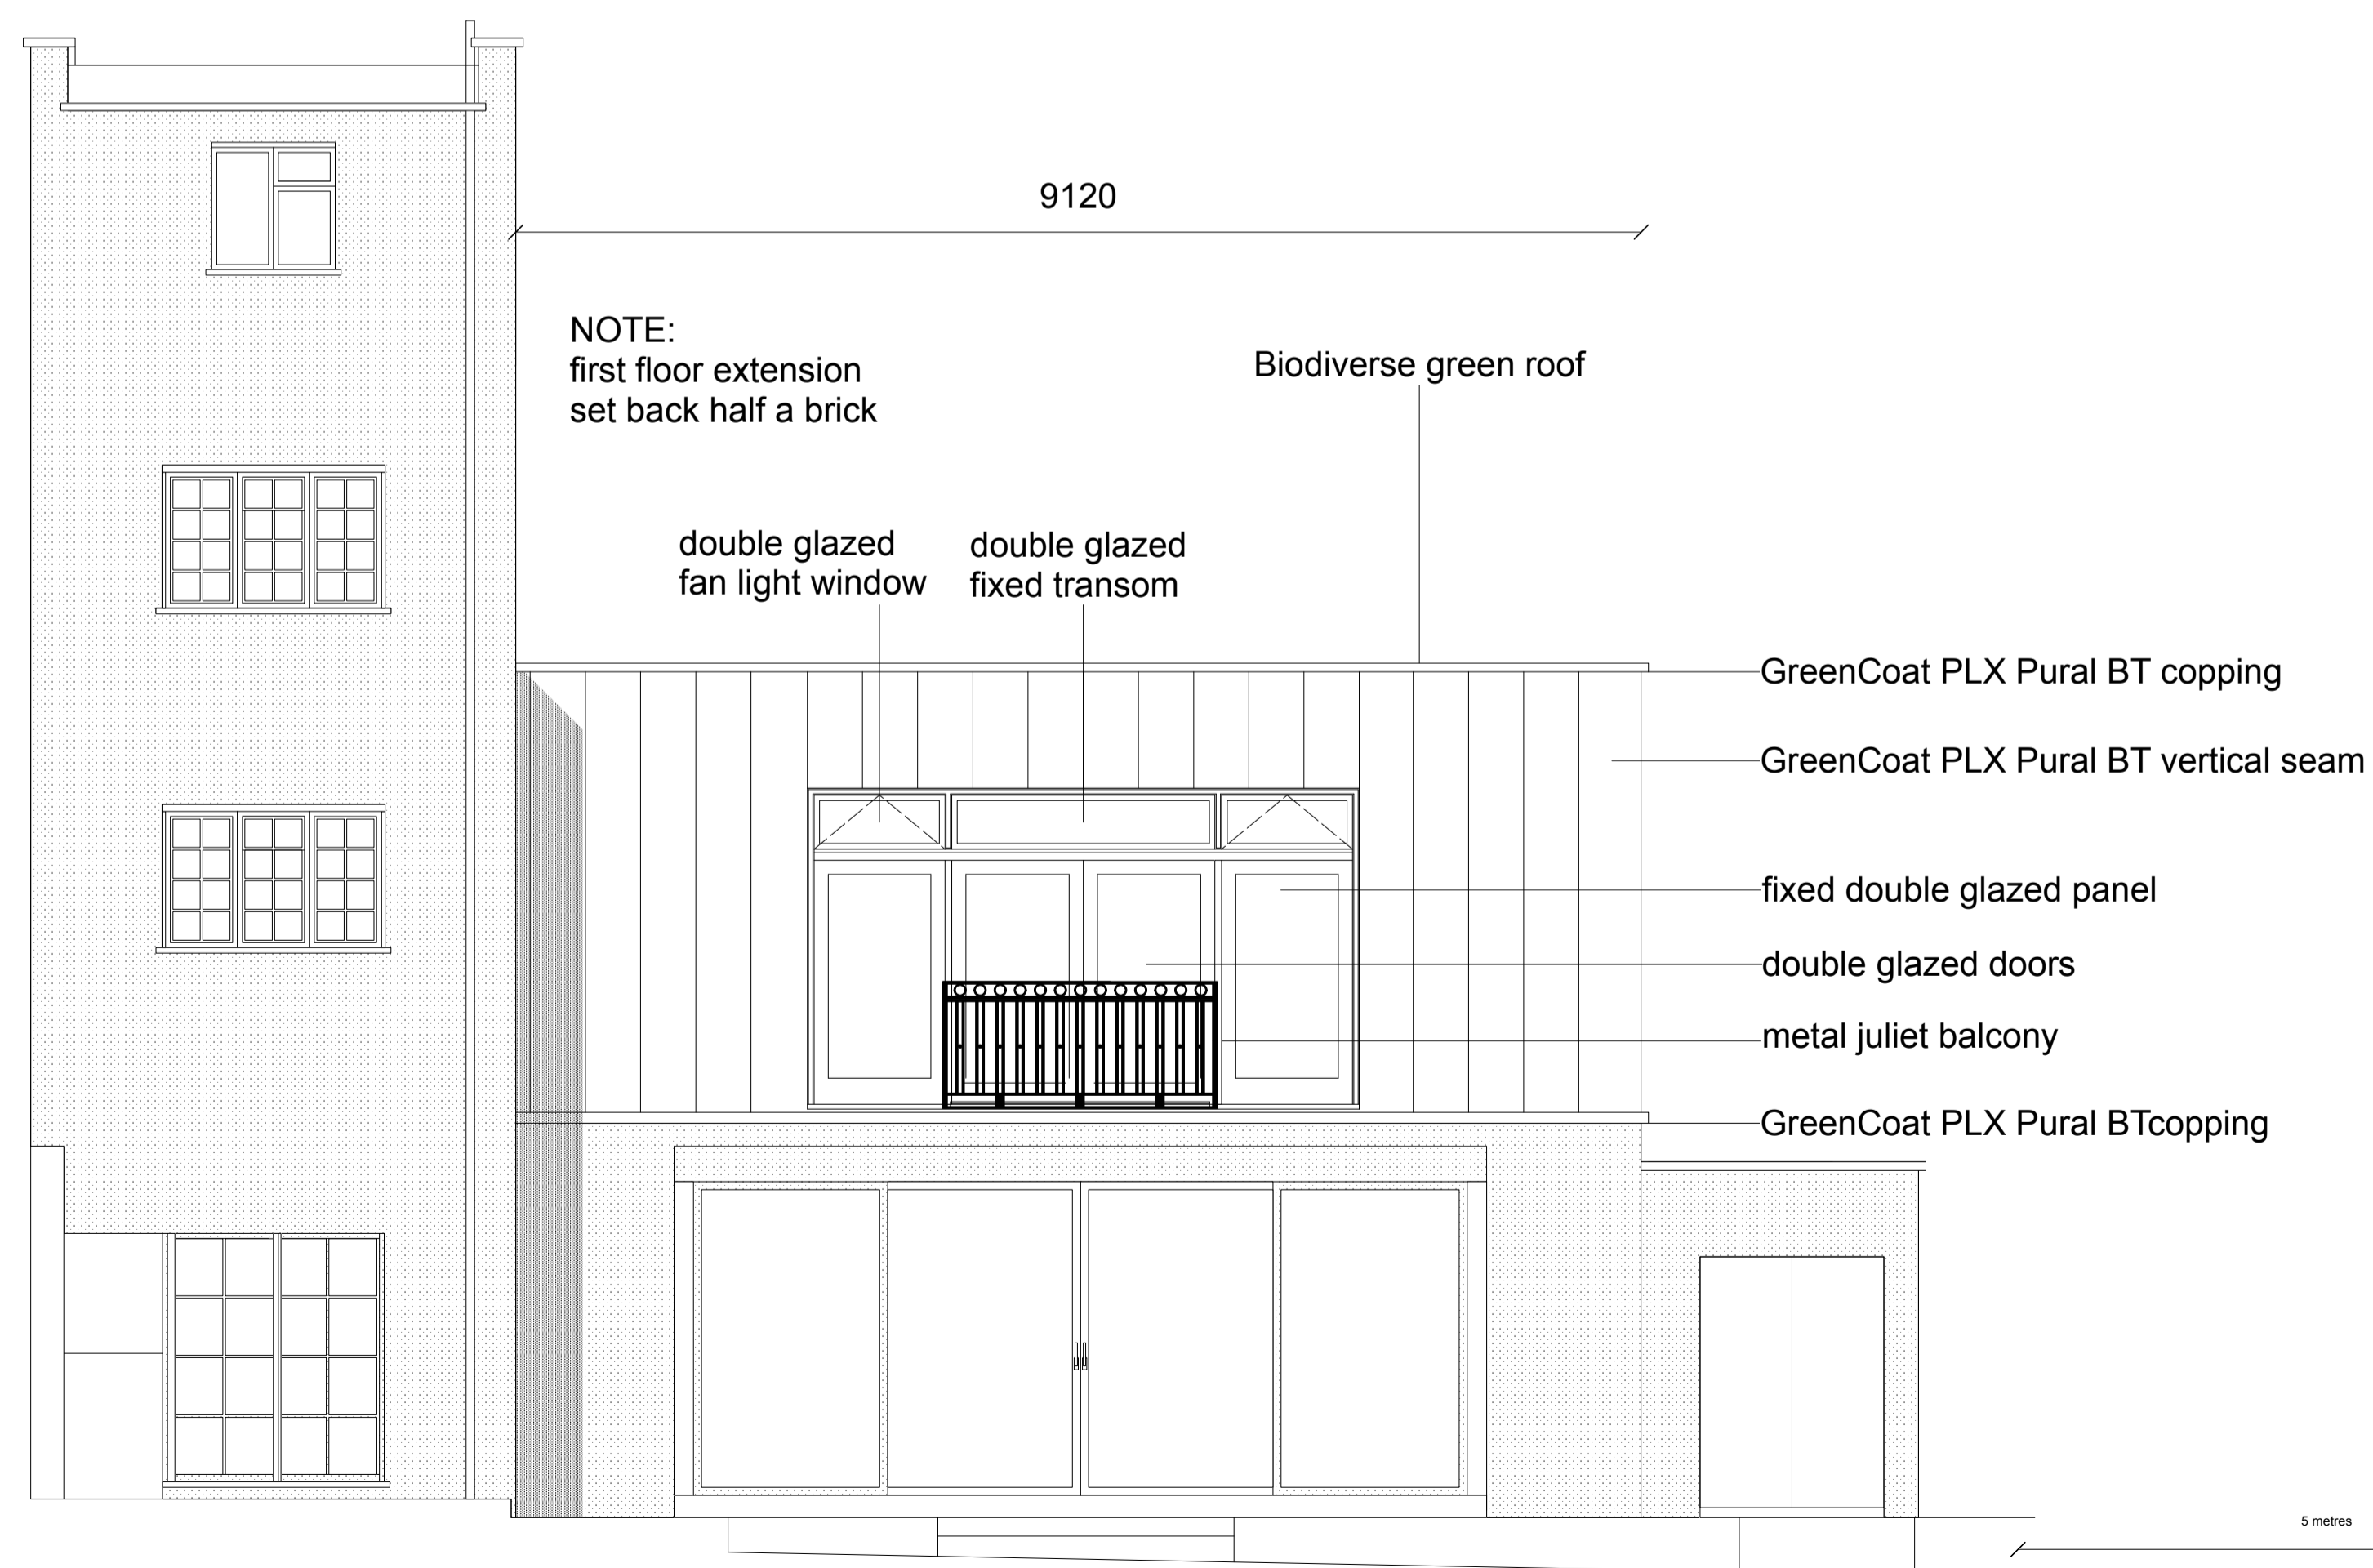 9120
NOTE:
first floor extension
set back half a brick
Biodiverse green roof
double glazed
fan light window
double glazed
fixed transom
GreenCoat PLX Pural BT copping
GreenCoat PLX Pural BT vertical seam
fixed double glazed panel
double glazed doors
metal juliet balcony
GreenCoat PLX Pural BTcopping
5 metres